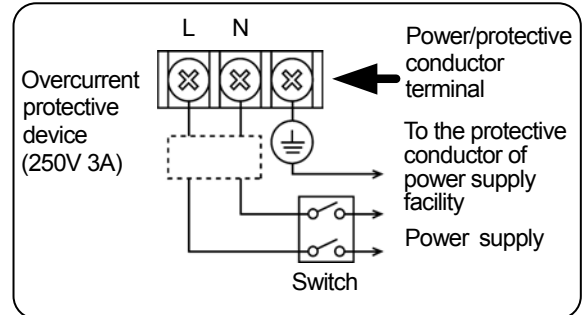 L N
Power/protective
conductor
terminal
Overcurrent
protective
device
(250V 3A)
To the protective
conductor of
power supply
facility
Power supply
Switch